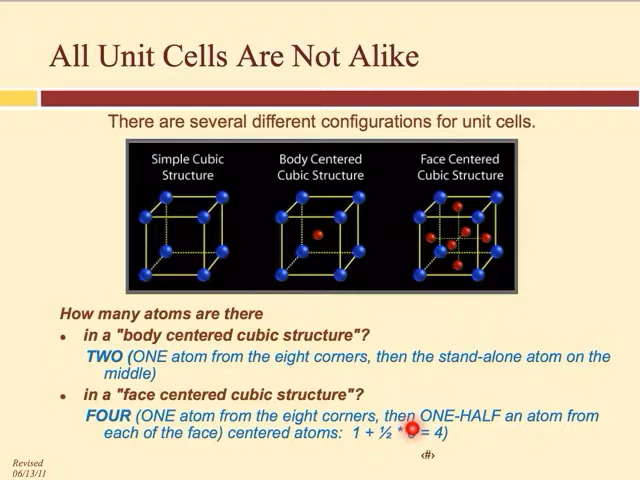 All Unit Cells Are Not Alike
There are several different configurations for unit cells.
Simple Cubic
Structure
Body Centered
Cubic Structure
Face Centered
Cubic Structure
How many atoms are there
• in a "body centered cubic structure"?
TWO (ONE atom from the eight corners, then the stand-alone atom on the
middle)
• in a "face centered cubic structure"?
FOUR (ONE atom from the eight corners, then ONE-HALF an atom from
each of the face) centered atoms: 1 + ½ * = 4)
‹#›
Revised
06/13/11